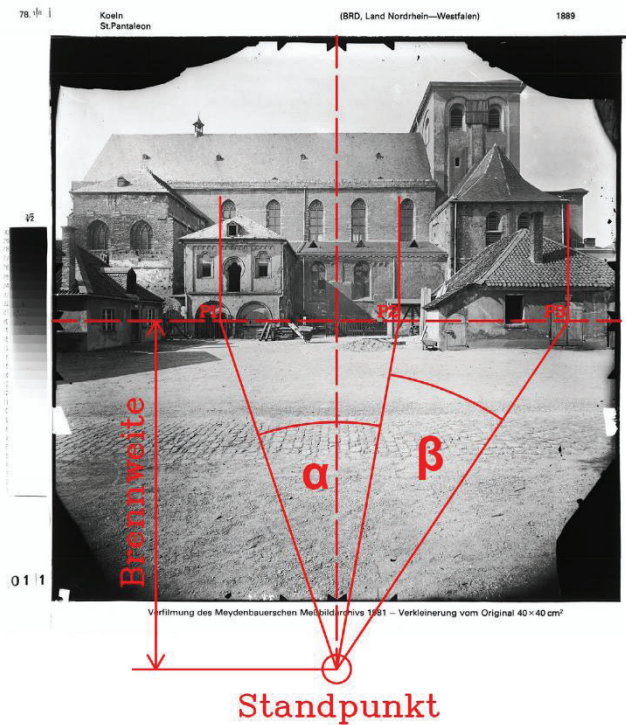 78.
Koeln (BRD, Land Nordrhein—Westfalen) 1889
St.Pantaleon
P1 P2 P3
Brennweite
α β
011
Verfilmung des Meydenbauerschen Meßbildarchivs 1981 – Verkleinerung vom Original 40×40 cm²
Standpunkt